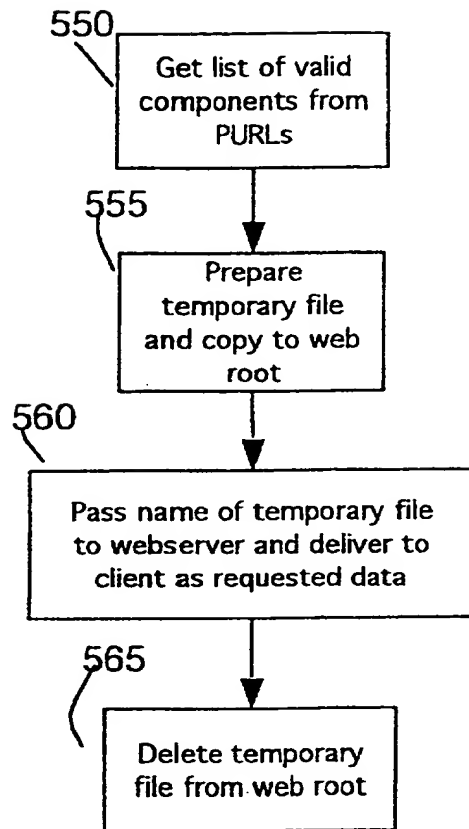 550
Get list of valid
components from
PURLs
555
Prepare
temporary file
and copy to web
root
560
Pass name of temporary file
to webserver and deliver to
client as requested data
565
Delete temporary
file from web root